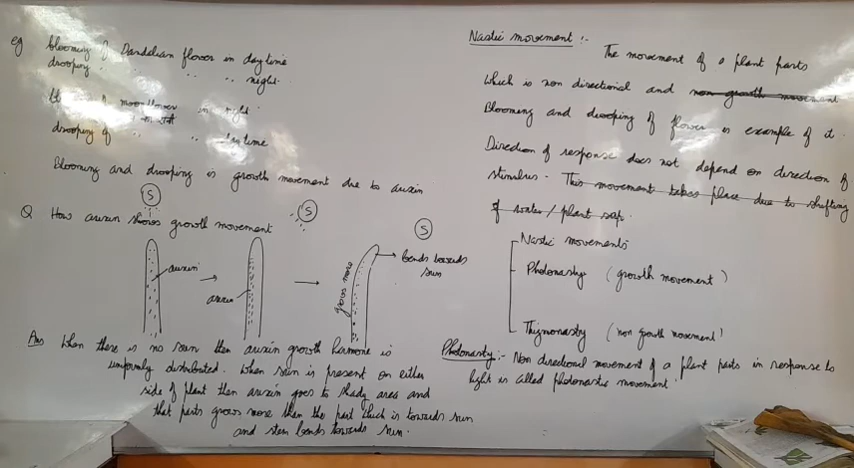 eg blooming of Dandelian flower in day time
drooping " " " " night.
of moonflower in night
drooping of " " day time
Blooming and drooping is growth movement due to auxin
S
Q How auxin shows growth movement
S
S
auxin
auxin
grows more
bends towards
sun
Ans When there is no sun then auxin growth hormone is
uniformly distributed. When sun is present on either
side of plant then auxin goes to shady area and
that parts grows more than the part which is towards sun
and stem bends towards sun.
Nastic movement :-
The movement of a plant parts
which is non directional and non growth movement
Blooming and drooping of flower is example of it.
Direction of response does not depend on direction of
stimulus. This movement takes place due to shifting
of water / plant sap.
Nastic movements
Photonasty (growth movement)
Thigmonasty (non growth movement)
Photonasty :- Non directional movement of a plant parts in response to
light is called photonastic movement.